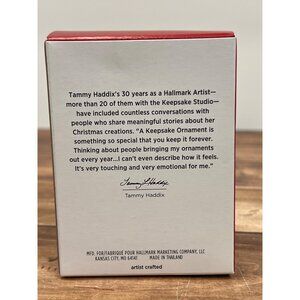 Tammy Haddix's 30 years as a Hallmark Artist—
more than 20 of them with the Keepsake Studio—
have included countless conversations with
people who share meaningful stories about her
Christmas creations. "A Keepsake Ornament is
something so special that you keep it forever.
Thinking about people bringing my ornaments
out every year...I can't even describe how it feels.
It's very touching and very emotional for me."
Tammy L Haddix
Tammy Haddix
MFD. FOR/FABRIQUE POUR HALLMARK MARKETING COMPANY, LLC
KANSAS CITY, MO 64141 MADE IN THAILAND
artist crafted